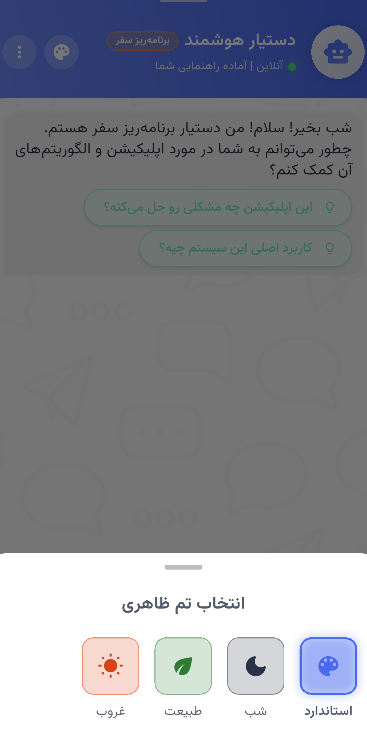 دستیار هوشمند برنامه‌ریز سفر
آنلاین | آماده راهنمایی شما
شب بخیر! سلام! من دستیار برنامه‌ریز سفر هستم.
چطور می‌توانم به شما در مورد اپلیکیشن و الگوریتم‌های
آن کمک کنم؟
این اپلیکیشن چه مشکلی رو حل می‌کنه؟
کاربرد اصلی این سیستم چیه؟
انتخاب تم ظاهری
استاندارد شب طبیعت غروب